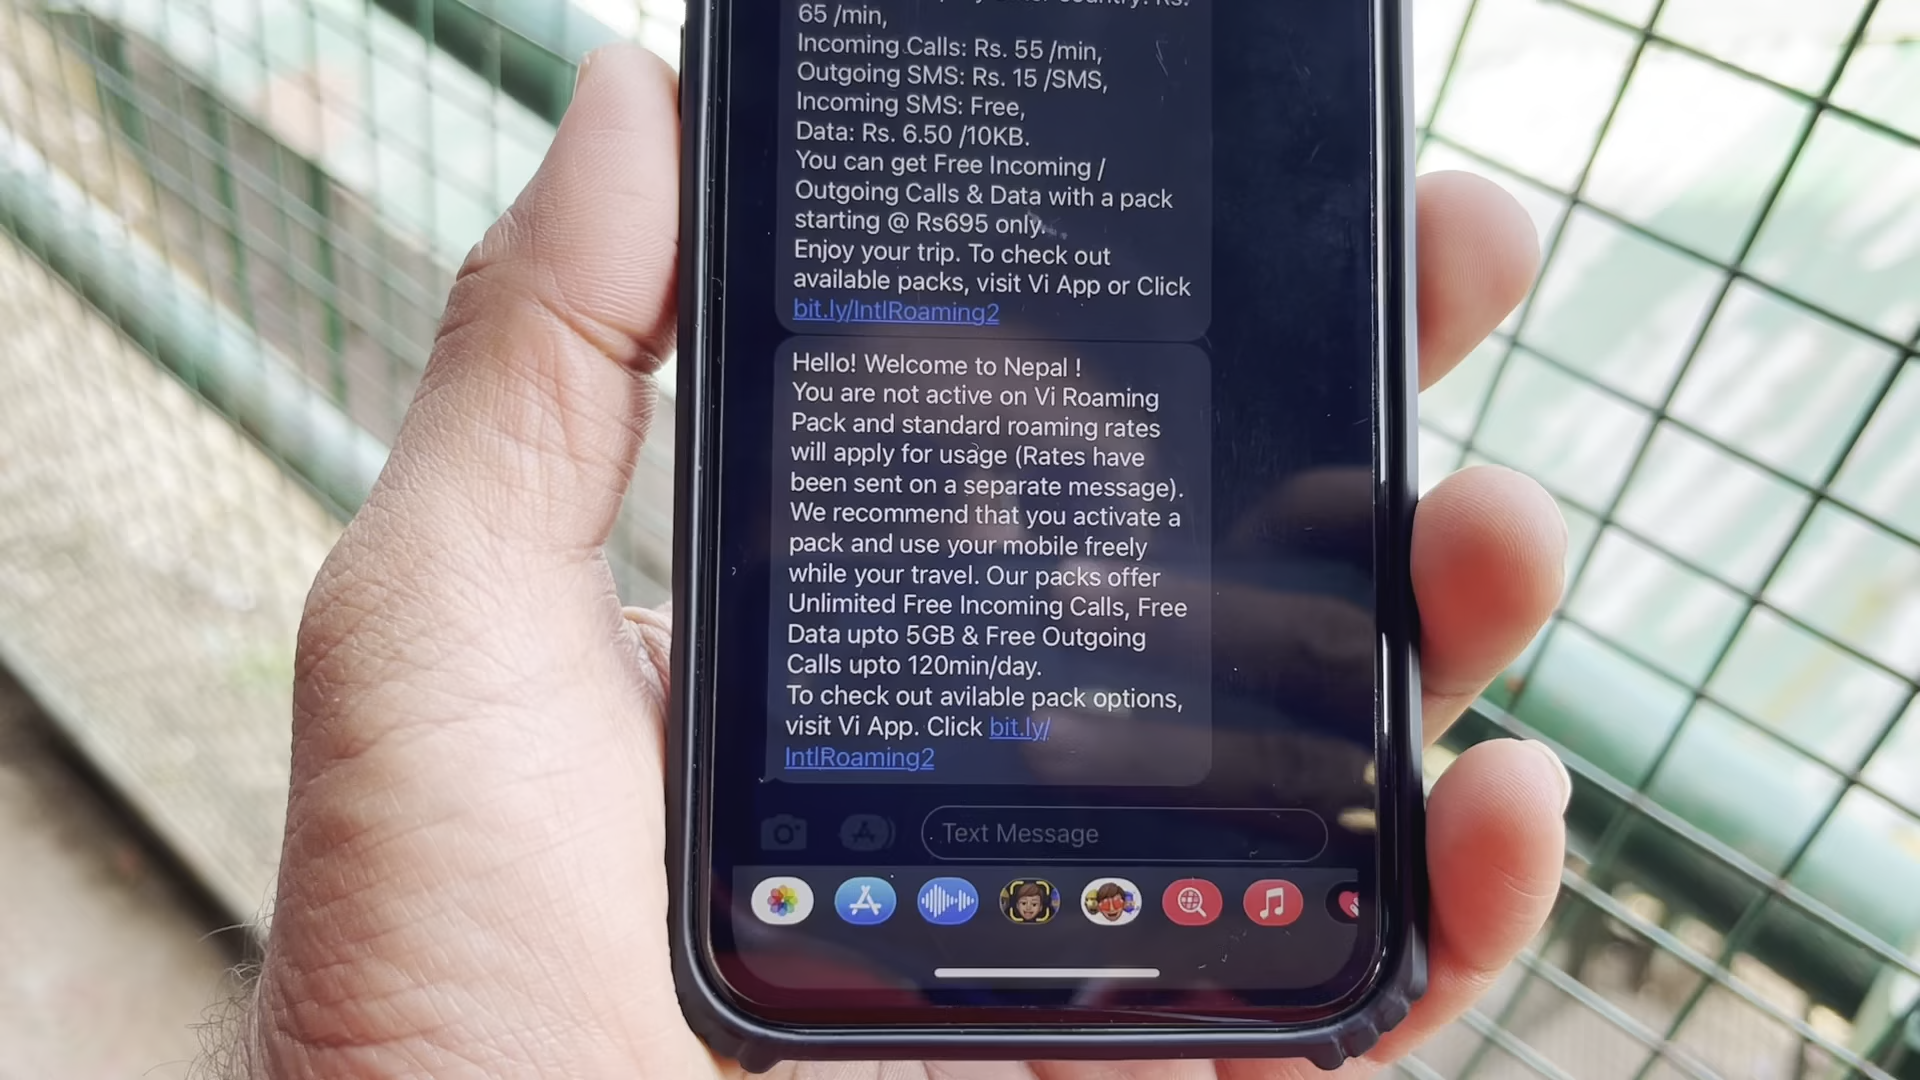 65 /min,
Incoming Calls: Rs. 55 /min,
Outgoing SMS: Rs. 15 /SMS,
Incoming SMS: Free,
Data: Rs. 6.50 /10KB.
You can get Free Incoming /
Outgoing Calls & Data with a pack
starting @ Rs695 only.
Enjoy your trip. To check out
available packs, visit Vi App or Click
bit.ly/IntlRoaming2
Hello! Welcome to Nepal !
You are not active on Vi Roaming
Pack and standard roaming rates
will apply for usage (Rates have
been sent on a separate message).
We recommend that you activate a
pack and use your mobile freely
while your travel. Our packs offer
Unlimited Free Incoming Calls, Free
Data upto 5GB & Free Outgoing
Calls upto 120min/day.
To check out avilable pack options,
visit Vi App. Click bit.ly/
IntlRoaming2
Text Message